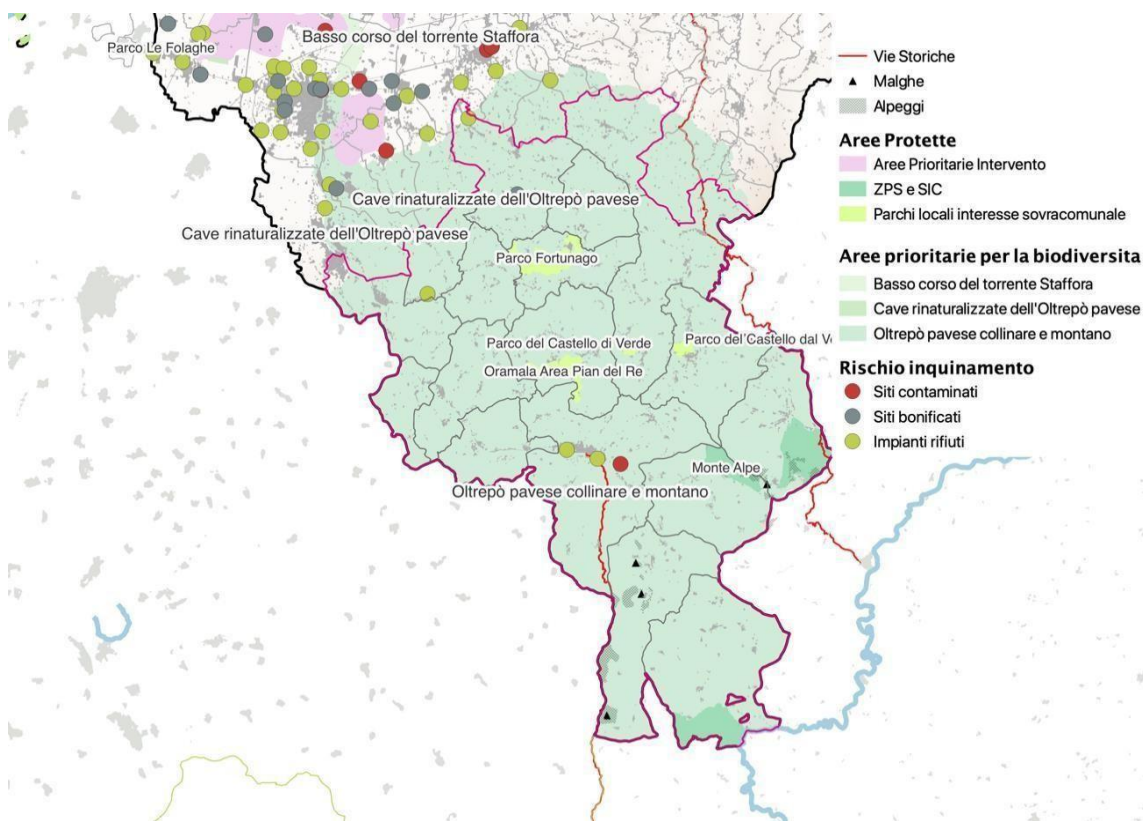 Basso corso del torrente Staffora
Parco Le Folaghe
Cave rinaturalizzate dell'Oltrepò pavese
Cave rinaturalizzate dell'Oltrepò pavese
Parco Fortunago
Parco del Castello di Verde
Parco del Castello dal V
Oramala Area Pian del Re
Monte Alpe
Oltrepò pavese collinare e montano
Vie Storiche
Malghe
Alpeggi
Aree Protette
Aree Prioritarie Intervento
ZPS e SIC
Parchi locali interesse sovracomunale
Aree prioritarie per la biodiversita
Basso corso del torrente Staffora
Cave rinaturalizzate dell'Oltrepò pavese
Oltrepò pavese collinare e montano
Rischio inquinamento
Siti contaminati
Siti bonificati
Impianti rifiuti